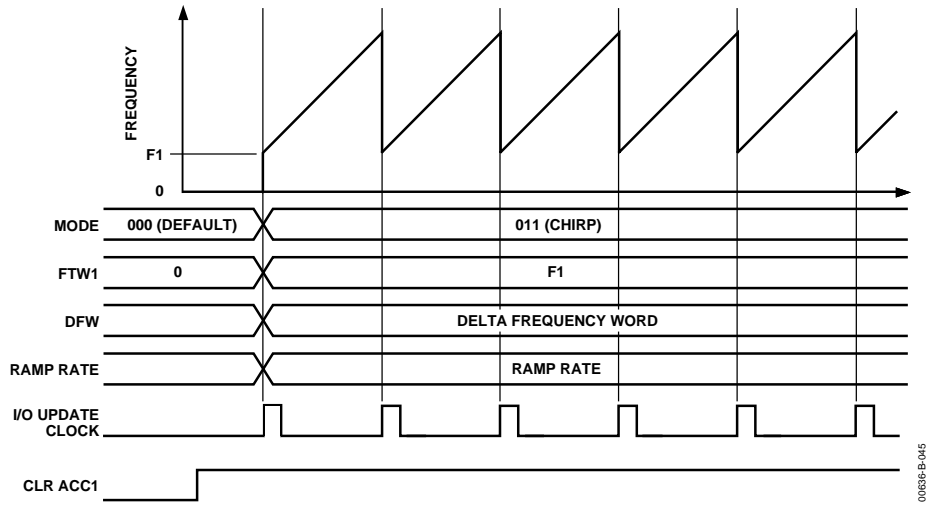 FREQUENCY
F1
0
MODE 000 (DEFAULT) 011 (CHIRP)
FTW1 0 F1
DFW DELTA FREQUENCY WORD
RAMP RATE RAMP RATE
I/O UPDATE
CLOCK
CLR ACC1
00636-B-045